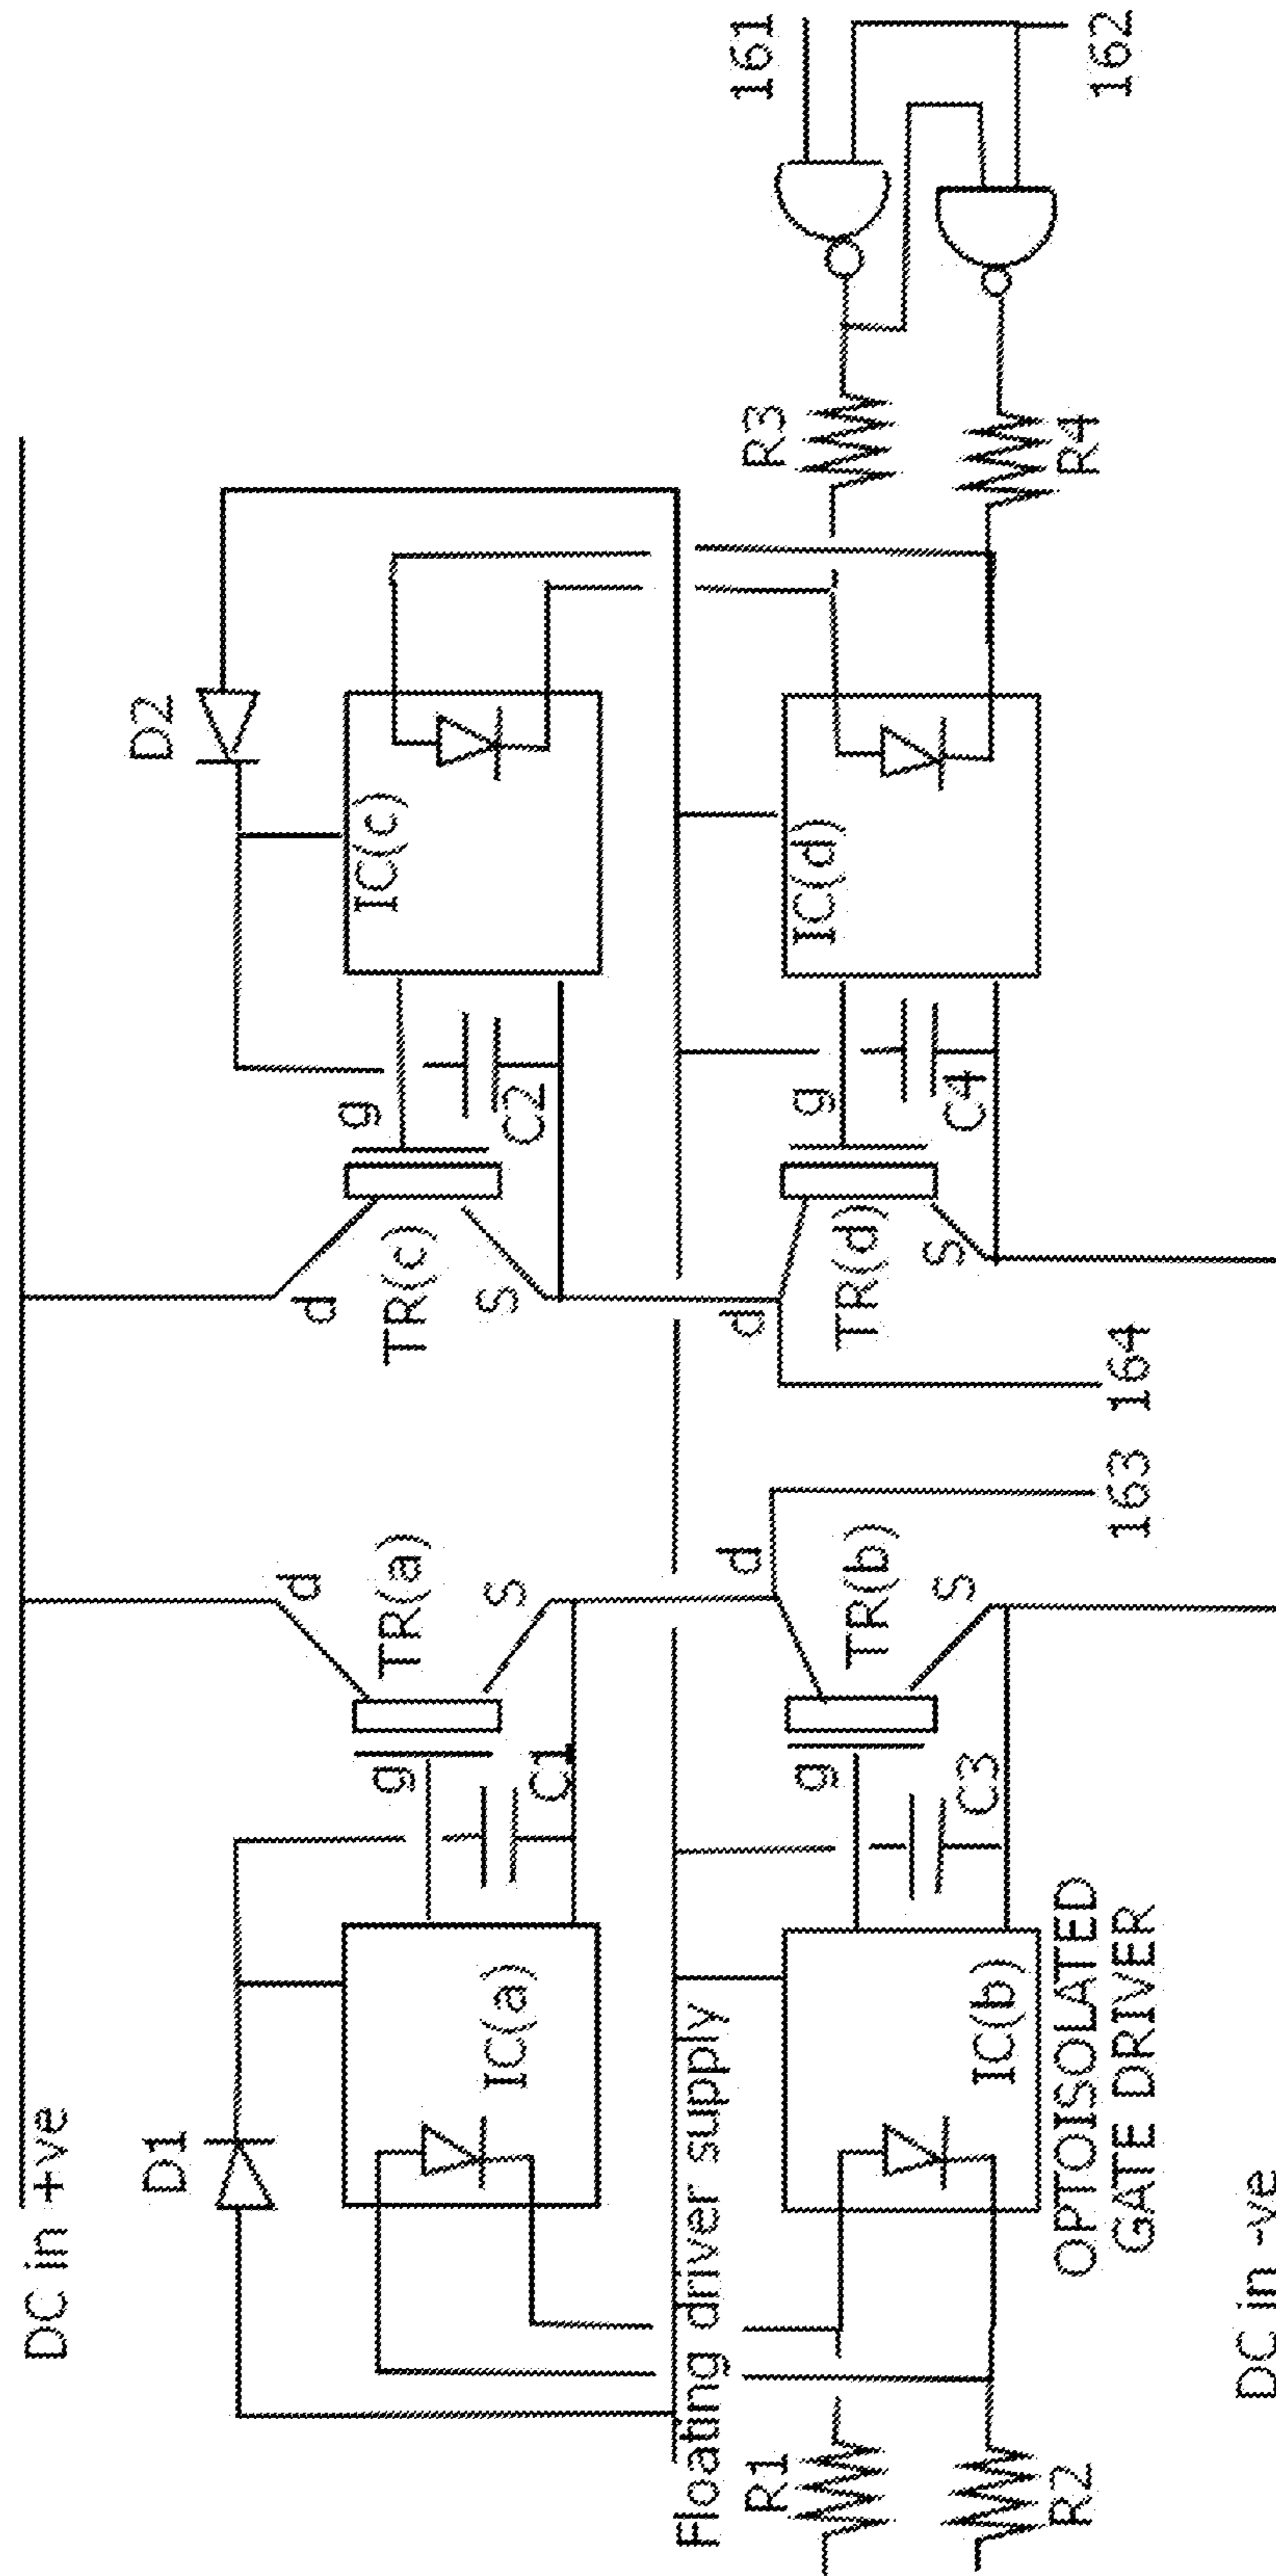 DC in +ve
D1
D2
IC(a)
g
C1
d
TR(a)
S
d
TR(c)
S
g
C2
IC(c)
Floating driver supply
R1
R2
IC(b)
OPTOISOLATED
GATE DRIVER
g
C3
d
TR(b)
S
163
164
d
TR(d)
S
g
C4
IC(d)
R3
R4
161
162
DC in -ve